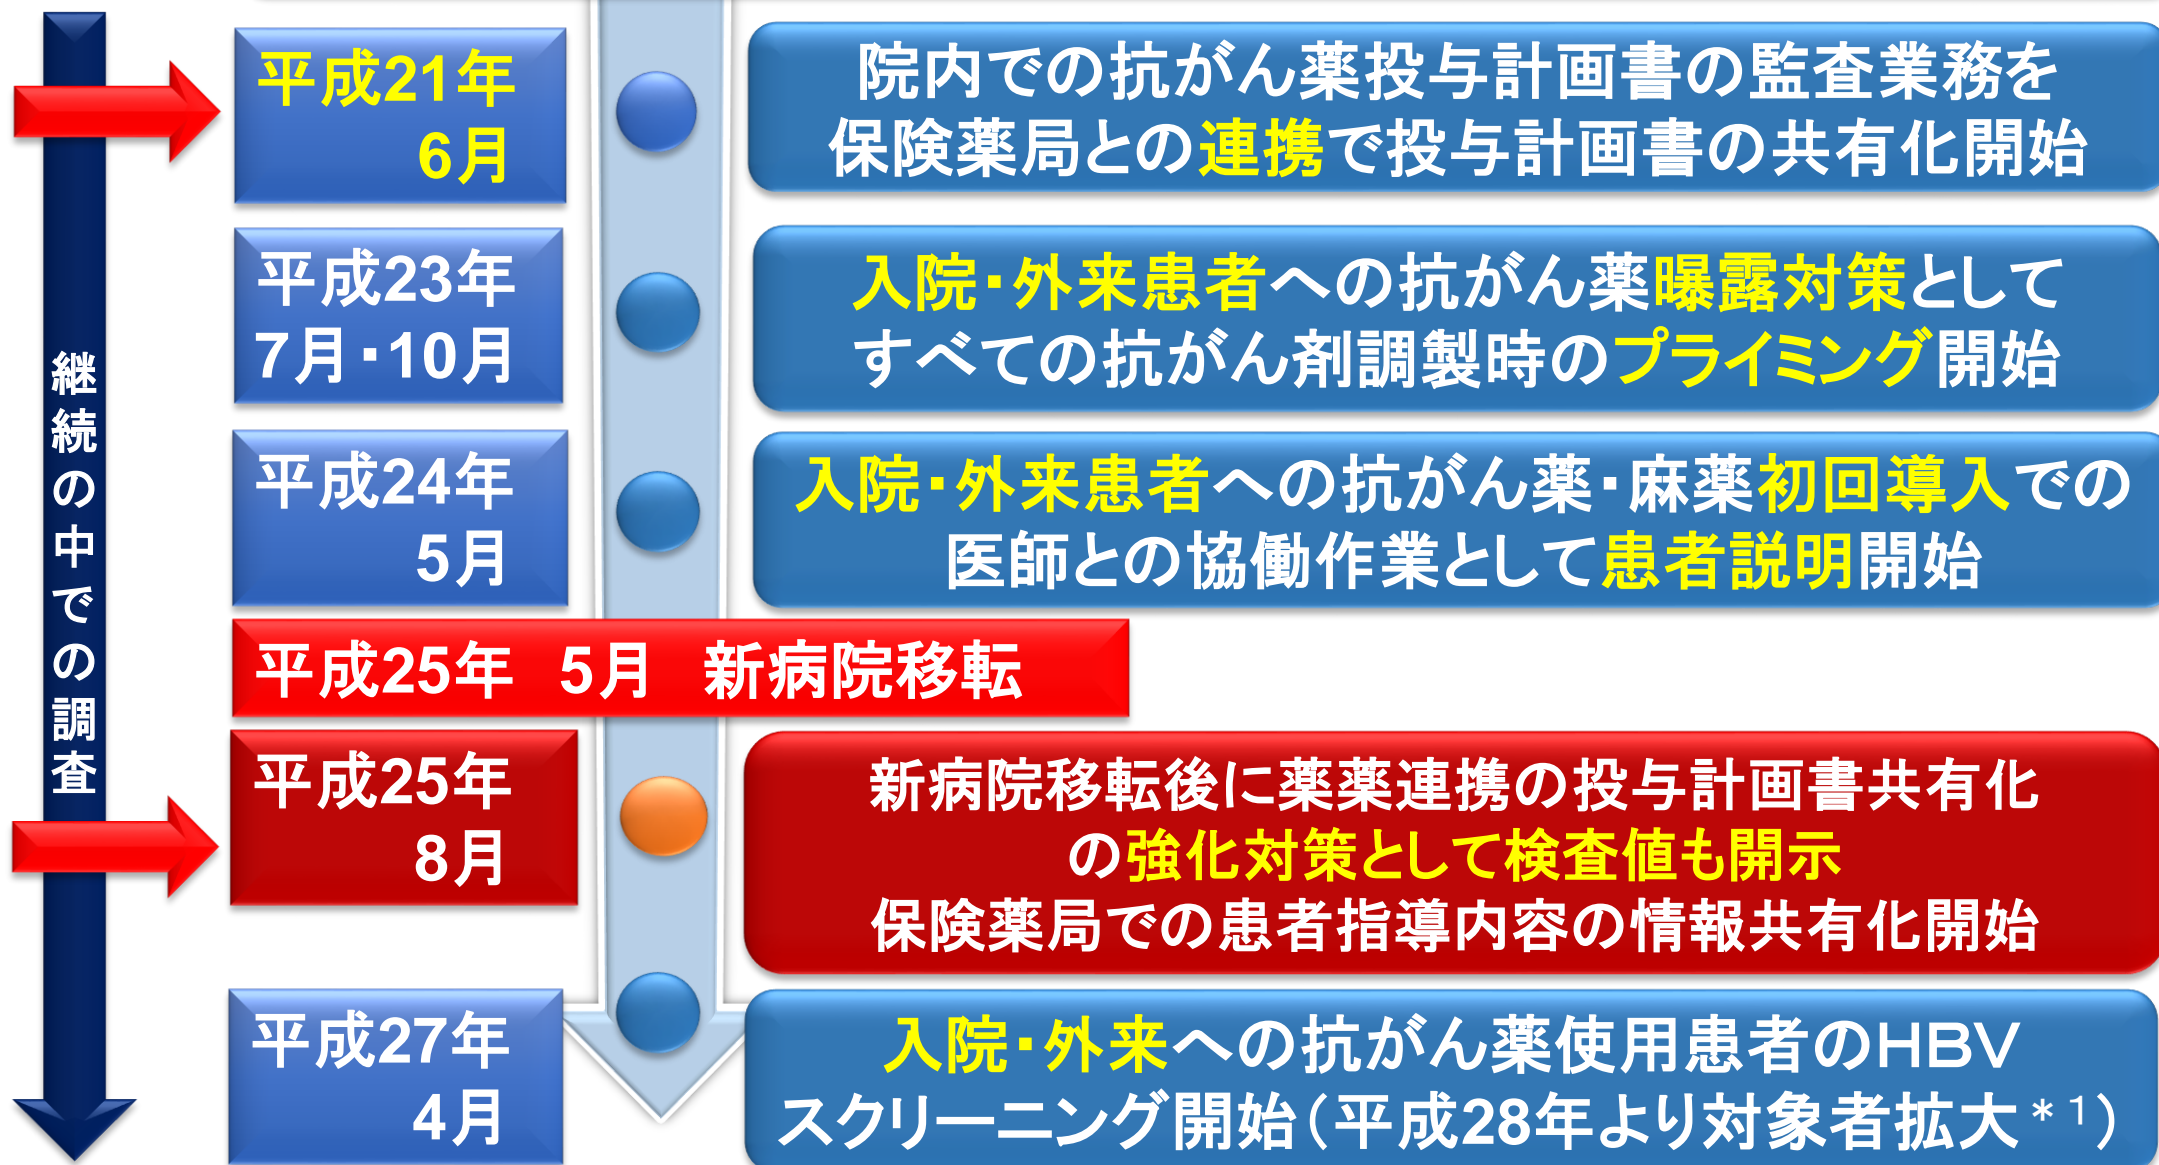 継続の中での調査
平成21年
6月
院内での抗がん薬投与計画書の監査業務を
保険薬局との連携で投与計画書の共有化開始
平成23年
7月・10月
入院・外来患者への抗がん薬曝露対策として
すべての抗がん剤調製時のプライミング開始
平成24年
5月
入院・外来患者への抗がん薬・麻薬初回導入での
医師との協働作業として患者説明開始
平成25年　5月　新病院移転
平成25年
8月
新病院移転後に薬薬連携の投与計画書共有化
の強化対策として検査値も開示
保険薬局での患者指導内容の情報共有化開始
平成27年
4月
入院・外来への抗がん薬使用患者のHBV
スクリーニング開始（平成28年より対象者拡大＊1）